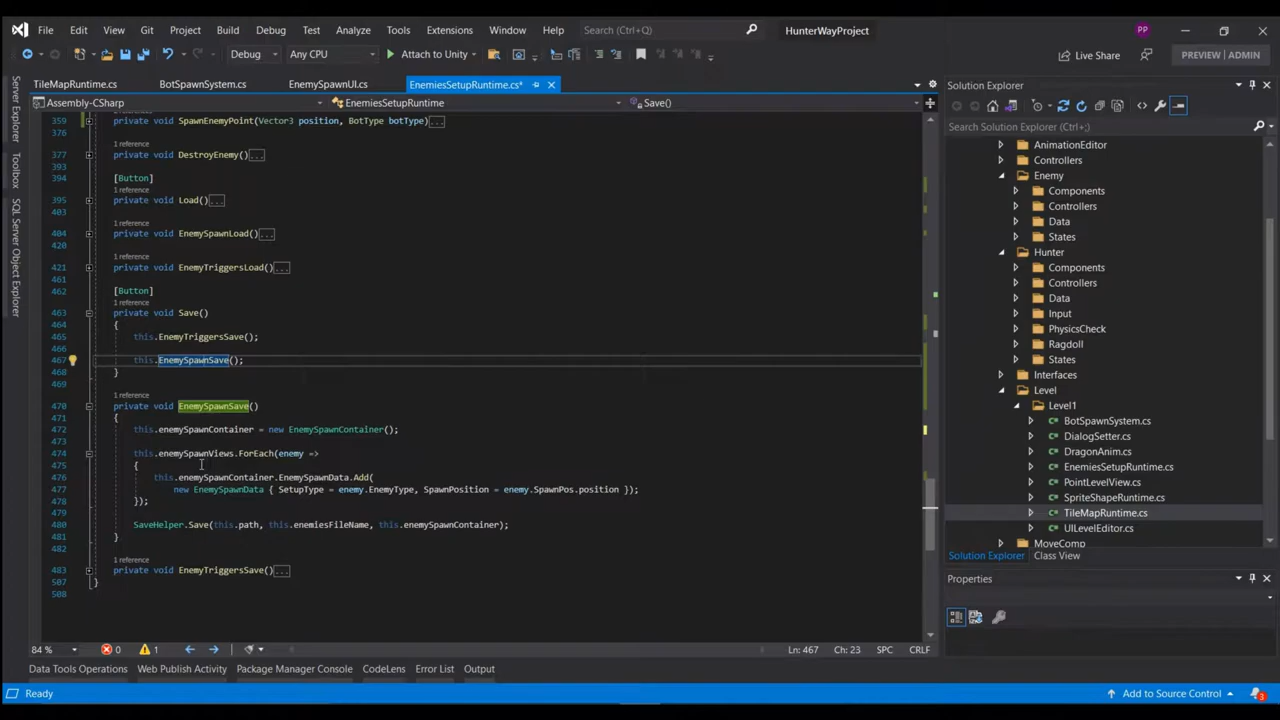 File Edit View Git Project Build Debug Test Analyze Tools Extensions Window Help Search (Ctrl+Q) HunterWayProject PP
Debug Any CPU Attach to Unity Live Share PREVIEW | ADMIN
TileMapRuntime.cs BotSpawnSystem.cs EnemySpawnUI.cs EnemiesSetupRuntime.cs*
Assembly-CSharp EnemiesSetupRuntime Save()
359 private void SpawnEnemyPoint(Vector3 position, BotType botType)...
376
1 reference
377 private void DestroyEnemy()...
393
394 [Button]
1 reference
395 private void Load()...
403
1 reference
404 private void EnemySpawnLoad()...
420
1 reference
421 private void EnemyTriggersLoad()...
461
462 [Button]
1 reference
463 private void Save()
464 {
465 this.EnemyTriggersSave();
466
467 this.EnemySpawnSave();
468 }
469
1 reference
470 private void EnemySpawnSave()
471 {
472 this.enemySpawnContainer = new EnemySpawnContainer();
473
474 this.enemySpawnViews.ForEach(enemy =>
475 {
476 this.enemySpawnContainer.EnemySpawnData.Add(
477 new EnemySpawnData { SetupType = enemy.EnemyType, SpawnPosition = enemy.SpawnPos.position });
478 });
479
480 SaveHelper.Save(this.path, this.enemiesFileName, this.enemySpawnContainer);
481 }
482
1 reference
483 private void EnemyTriggersSave()...
507 }
508
84 % 0 1 Ln: 467 Ch: 23 SPC CRLF
Data Tools Operations Web Publish Activity Package Manager Console CodeLens Error List Output
Ready Add to Source Control 3
Server Explorer
Toolbox
SQL Server Object Explorer
Solution Explorer
Search Solution Explorer (Ctrl+;)
AnimationEditor
Controllers
Enemy
Components
Controllers
Data
States
Hunter
Components
Controllers
Data
Input
PhysicsCheck
Ragdoll
States
Interfaces
Level
Level1
BotSpawnSystem.cs
DialogSetter.cs
DragonAnim.cs
EnemiesSetupRuntime.cs
PointLevelView.cs
SpriteShapeRuntime.cs
TileMapRuntime.cs
UILevelEditor.cs
MoveComp
Solution Explorer Class View
Properties